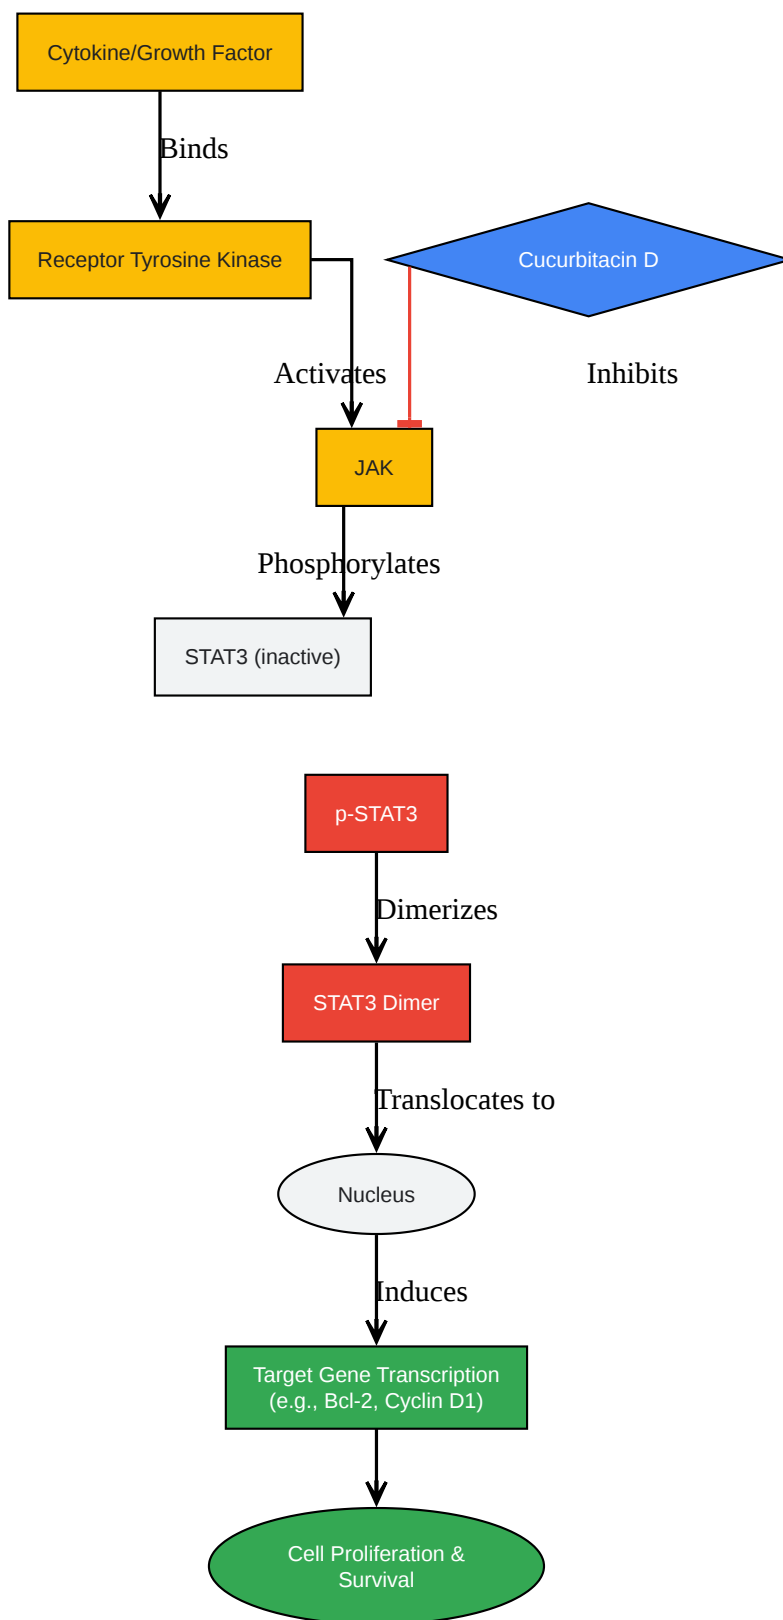 Cytokine/Growth Factor
Binds
Receptor Tyrosine Kinase
Cucurbitacin D
Activates
Inhibits
JAK
Phosphorylates
STAT3 (inactive)
p-STAT3
Dimerizes
STAT3 Dimer
Translocates to
Nucleus
Induces
Target Gene Transcription
(e.g., Bcl-2, Cyclin D1)
Cell Proliferation &
Survival